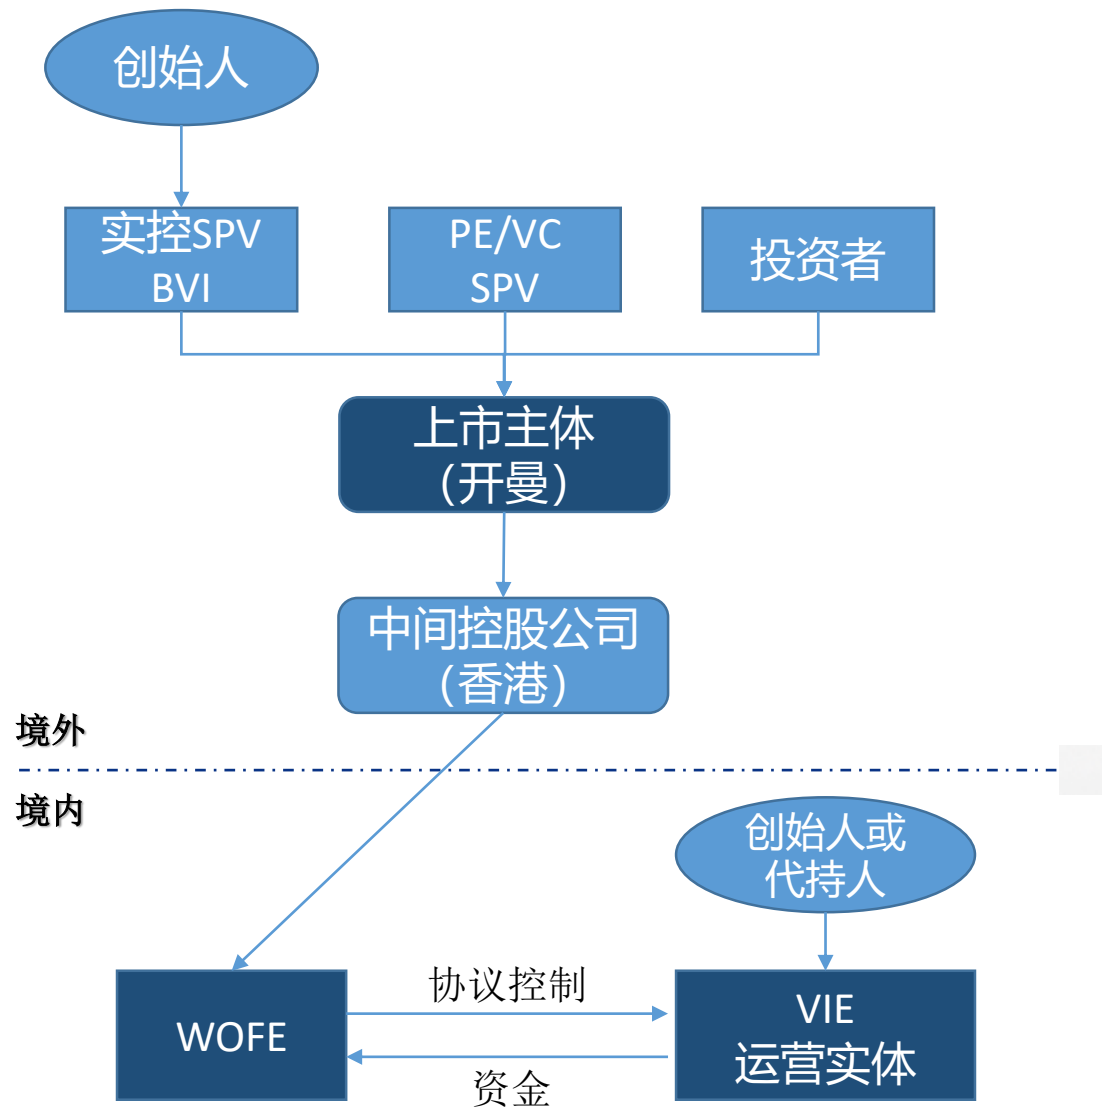 创始人
实控SPV
BVI
PE/VC
SPV
投资者
上市主体
（开曼）
中间控股公司
（香港）
境外
境内
创始人或
代持人
协议控制
WOFE
VIE
运营实体
资金